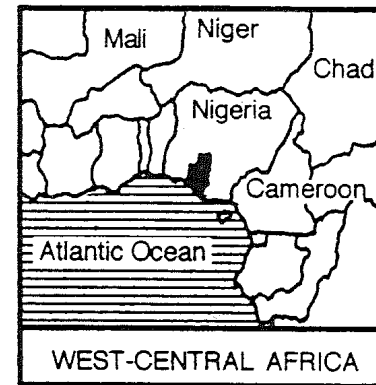 Mali
Niger
Chad
Nigeria
Cameroon
Atlantic Ocean
WEST-CENTRAL AFRICA